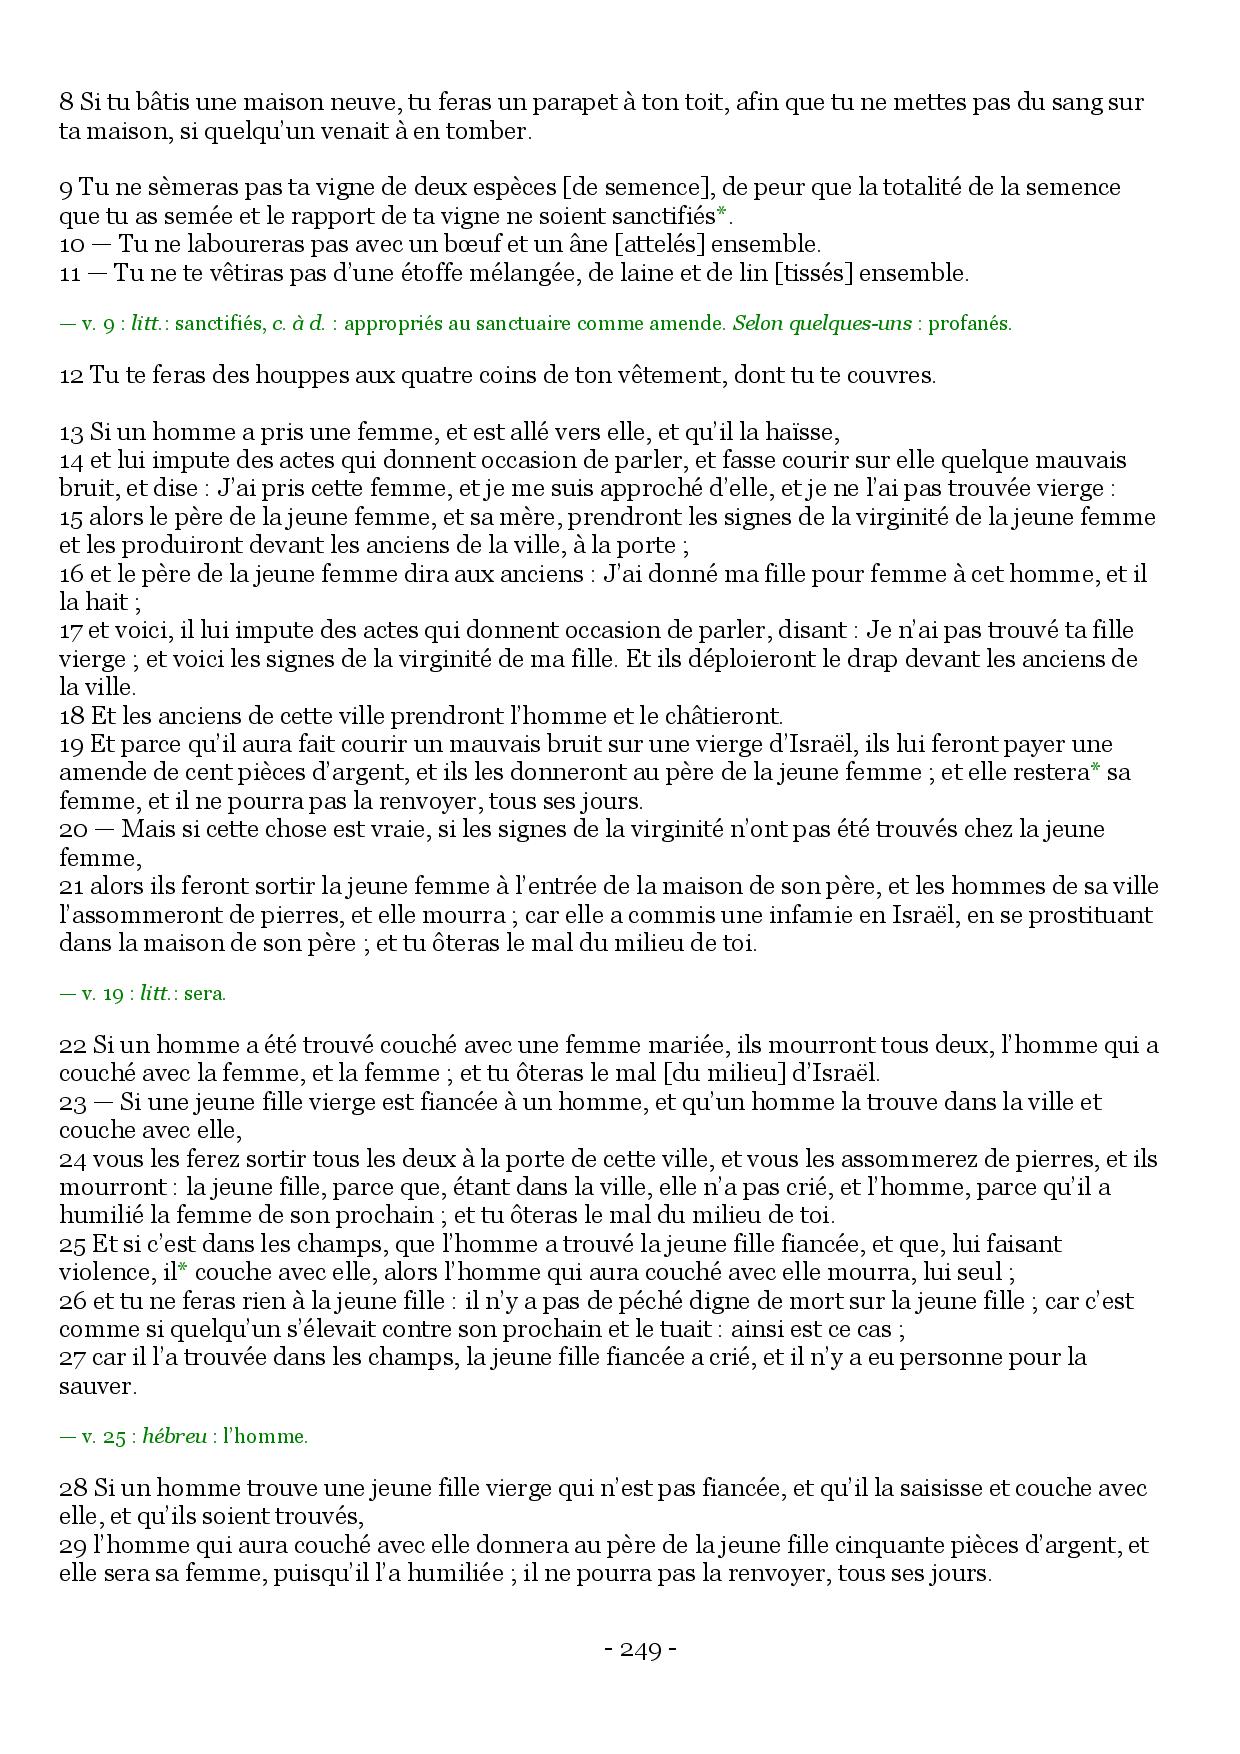 8 Si tu bâtis une maison neuve, tu feras un parapet à ton toit, afin que tu ne mettes pas du sang sur
ta maison, si quelqu’un venait à en tomber.
9 Tu ne sèmeras pas ta vigne de deux espèces [de semence], de peur que la totalité de la semence
que tu as semée et le rapport de ta vigne ne soient sanctifiés*.
10 — Tu ne laboureras pas avec un bœuf et un âne [attelés] ensemble.
11 — Tu ne te vêtiras pas d’une étoffe mélangée, de laine et de lin [tissés] ensemble.
— v. 9 : litt.: sanctifiés, c. à d. : appropriés au sanctuaire comme amende. Selon quelques-uns : profanés.
12 Tu te feras des houppes aux quatre coins de ton vêtement, dont tu te couvres.
13 Si un homme a pris une femme, et est allé vers elle, et qu’il la haïsse,
14 et lui impute des actes qui donnent occasion de parler, et fasse courir sur elle quelque mauvais
bruit, et dise : J’ai pris cette femme, et je me suis approché d’elle, et je ne l’ai pas trouvée vierge :
15 alors le père de la jeune femme, et sa mère, prendront les signes de la virginité de la jeune femme
et les produiront devant les anciens de la ville, à la porte ;
16 et le père de la jeune femme dira aux anciens : J’ai donné ma fille pour femme à cet homme, et il
la hait ;
17 et voici, il lui impute des actes qui donnent occasion de parler, disant : Je n’ai pas trouvé ta fille
vierge ; et voici les signes de la virginité de ma fille. Et ils déploieront le drap devant les anciens de
la ville.
18 Et les anciens de cette ville prendront l’homme et le châtieront.
19 Et parce qu’il aura fait courir un mauvais bruit sur une vierge d’Israël, ils lui feront payer une
amende de cent pièces d’argent, et ils les donneront au père de la jeune femme ; et elle restera* sa
femme, et il ne pourra pas la renvoyer, tous ses jours.
20 — Mais si cette chose est vraie, si les signes de la virginité n’ont pas été trouvés chez la jeune
femme,
21 alors ils feront sortir la jeune femme à l’entrée de la maison de son père, et les hommes de sa ville
l’assommeront de pierres, et elle mourra ; car elle a commis une infamie en Israël, en se prostituant
dans la maison de son père ; et tu ôteras le mal du milieu de toi.
— v. 19 : litt.: sera.
22 Si un homme a été trouvé couché avec une femme mariée, ils mourront tous deux, l’homme qui a
couché avec la femme, et la femme ; et tu ôteras le mal [du milieu] d’Israël.
23 — Si une jeune fille vierge est fiancée à un homme, et qu’un homme la trouve dans la ville et
couche avec elle,
24 vous les ferez sortir tous les deux à la porte de cette ville, et vous les assommerez de pierres, et ils
mourront : la jeune fille, parce que, étant dans la ville, elle n’a pas crié, et l’homme, parce qu’il a
humilié la femme de son prochain ; et tu ôteras le mal du milieu de toi.
25 Et si c’est dans les champs, que l’homme a trouvé la jeune fille fiancée, et que, lui faisant
violence, il* couche avec elle, alors l’homme qui aura couché avec elle mourra, lui seul ;
26 et tu ne feras rien à la jeune fille : il n’y a pas de péché digne de mort sur la jeune fille ; car c’est
comme si quelqu’un s’élevait contre son prochain et le tuait : ainsi est ce cas ;
27 car il l’a trouvée dans les champs, la jeune fille fiancée a crié, et il n’y a eu personne pour la
sauver.
— v. 25 : hébreu : l’homme.
28 Si un homme trouve une jeune fille vierge qui n’est pas fiancée, et qu’il la saisisse et couche avec
elle, et qu’ils soient trouvés,
29 l’homme qui aura couché avec elle donnera au père de la jeune fille cinquante pièces d’argent, et
elle sera sa femme, puisqu’il l’a humiliée ; il ne pourra pas la renvoyer, tous ses jours.
- 249 -